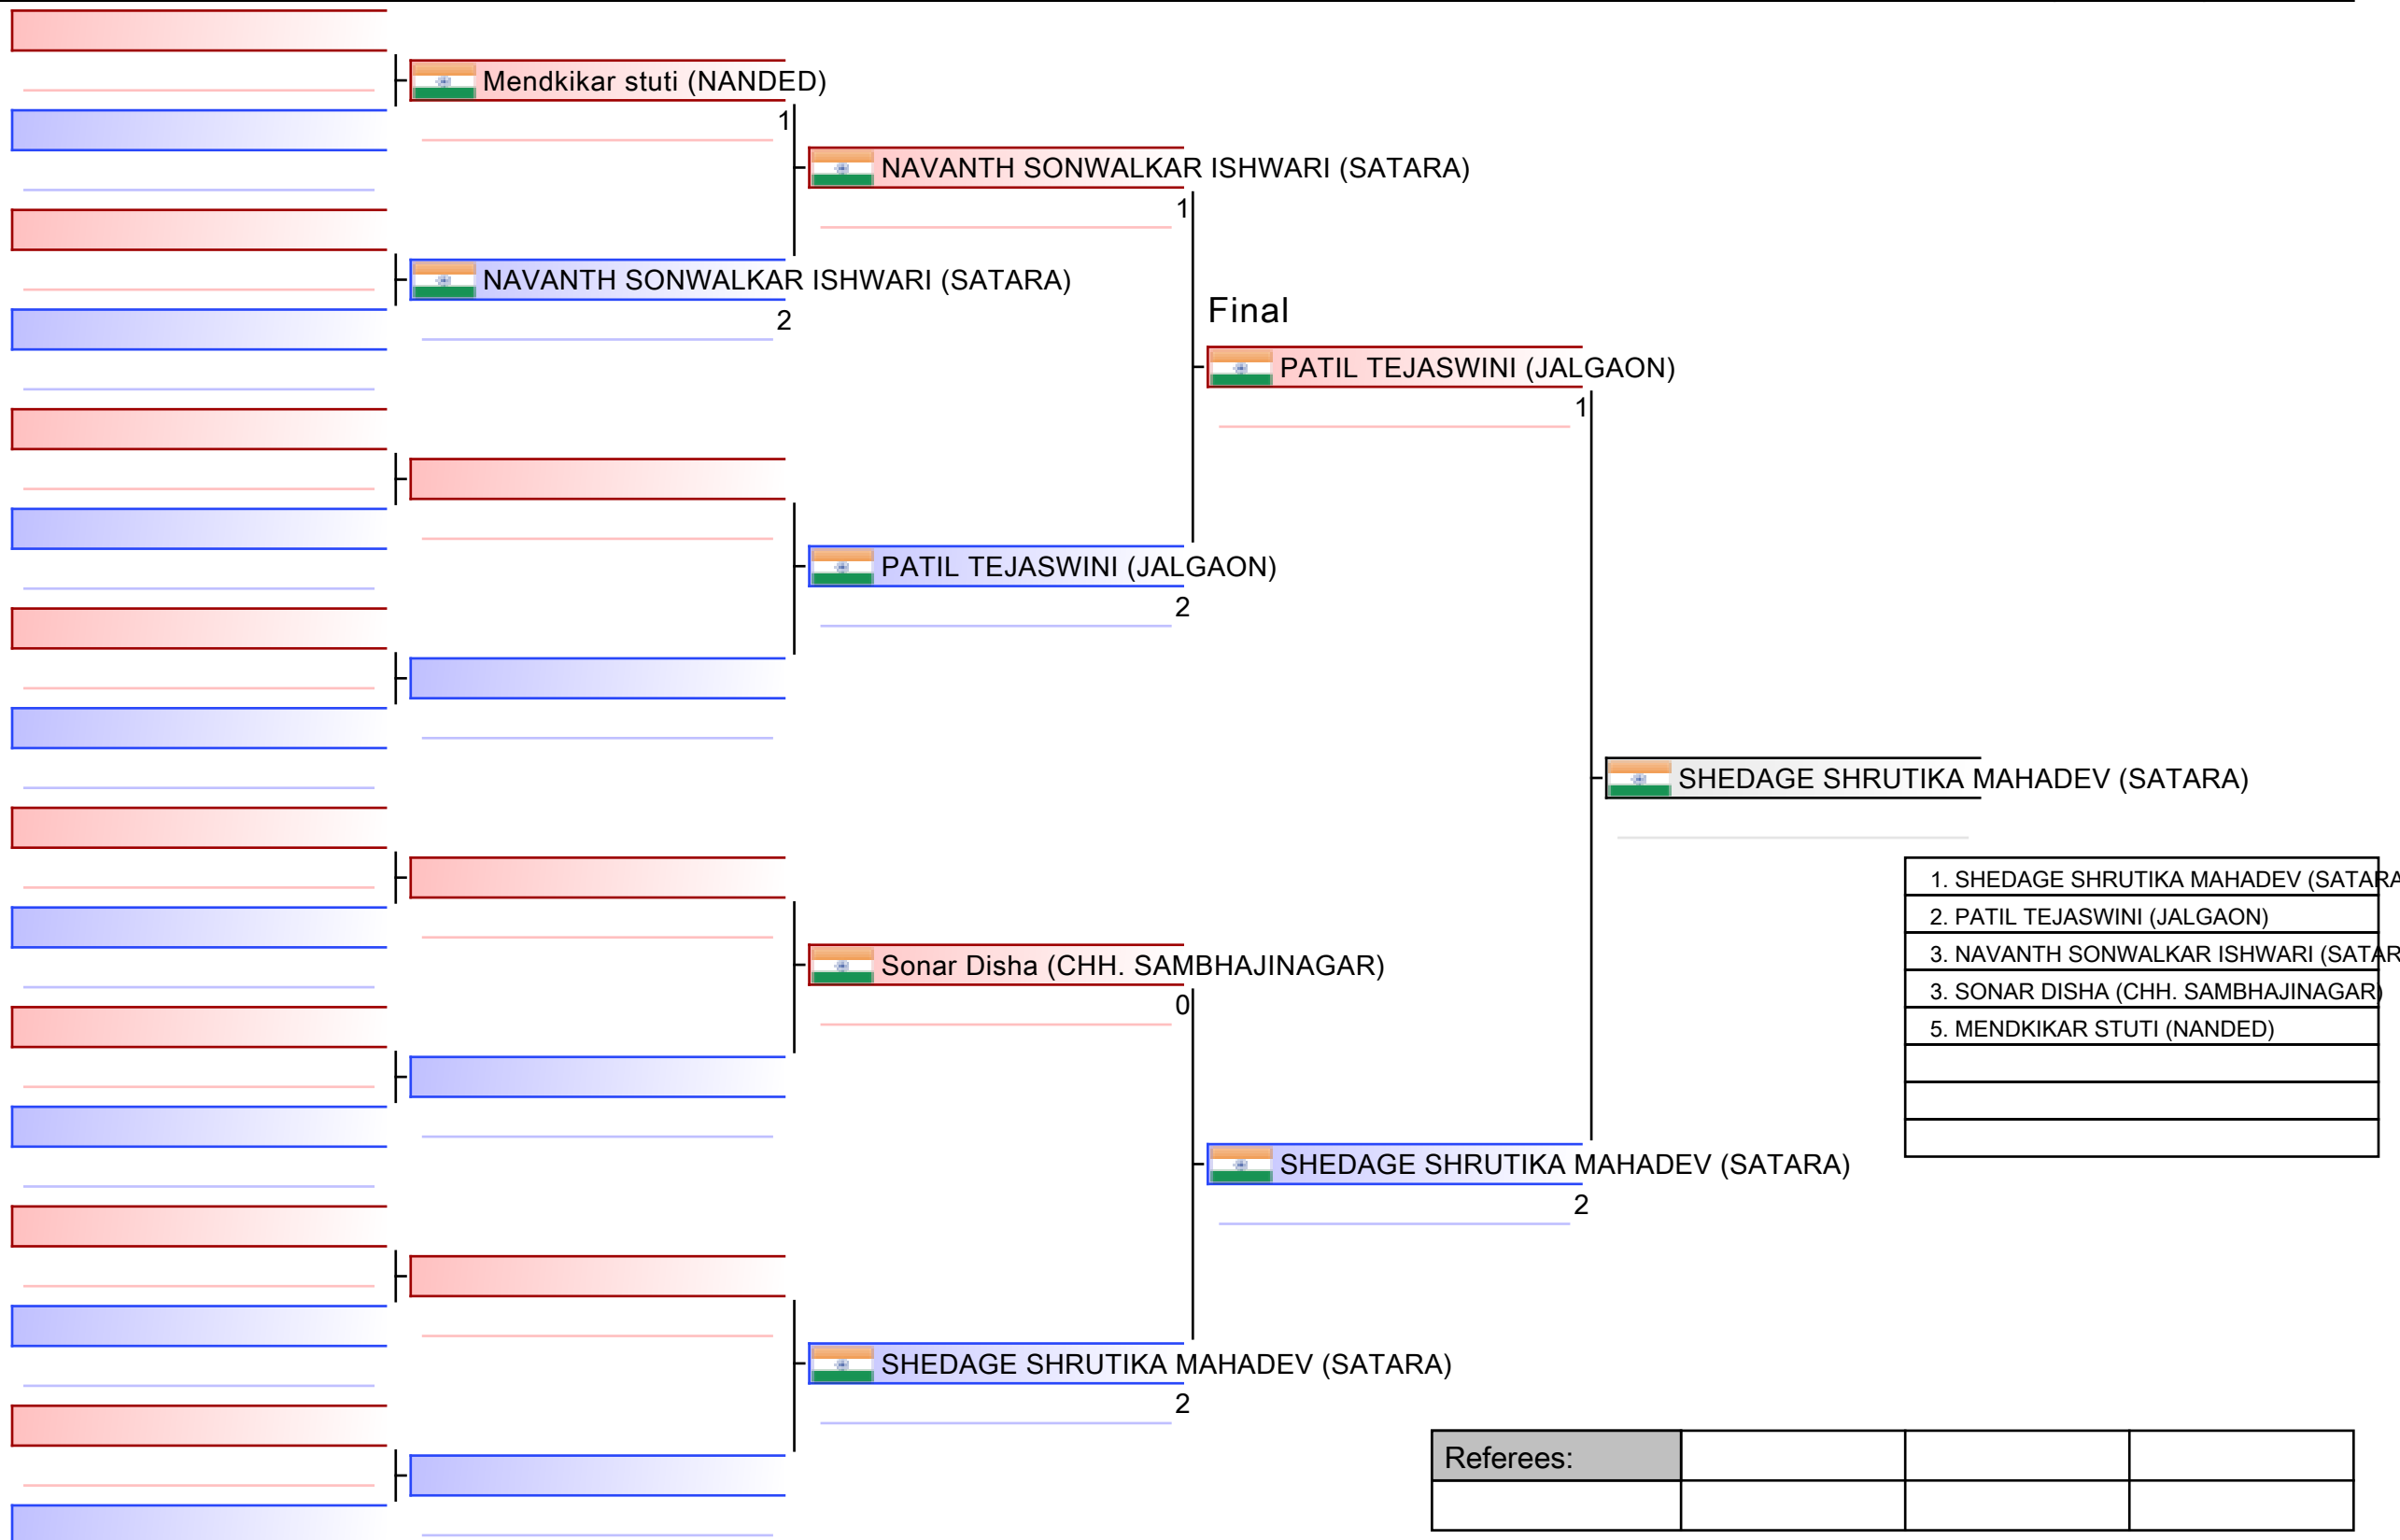 Mendkikar stuti (NANDED)
1
NAVANTH SONWALKAR ISHWARI (SATARA)
1
NAVANTH SONWALKAR ISHWARI (SATARA)
2
Final
PATIL TEJASWINI (JALGAON)
1
PATIL TEJASWINI (JALGAON)
2
SHEDAGE SHRUTIKA MAHADEV (SATARA)
1. SHEDAGE SHRUTIKA MAHADEV (SATARA
2. PATIL TEJASWINI (JALGAON)
3. NAVANTH SONWALKAR ISHWARI (SATAR
3. SONAR DISHA (CHH. SAMBHAJINAGAR)
5. MENDKIKAR STUTI (NANDED)
Sonar Disha (CHH. SAMBHAJINAGAR)
0
SHEDAGE SHRUTIKA MAHADEV (SATARA)
2
SHEDAGE SHRUTIKA MAHADEV (SATARA)
2
Referees: